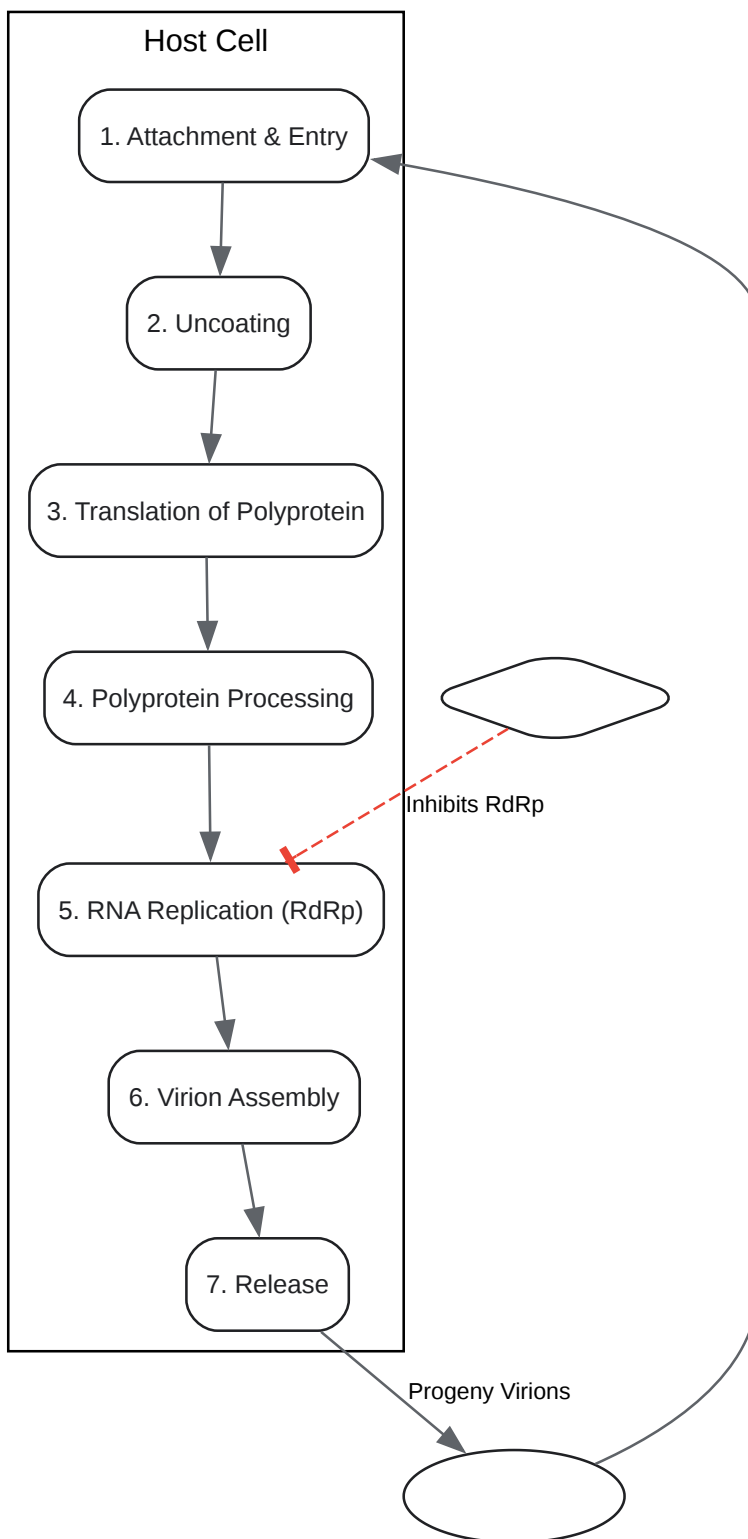 Host Cell
1. Attachment & Entry
2. Uncoating
3. Translation of Polyprotein
4. Polyprotein Processing
Inhibits RdRp
5. RNA Replication (RdRp)
6. Virion Assembly
7. Release
Progeny Virions